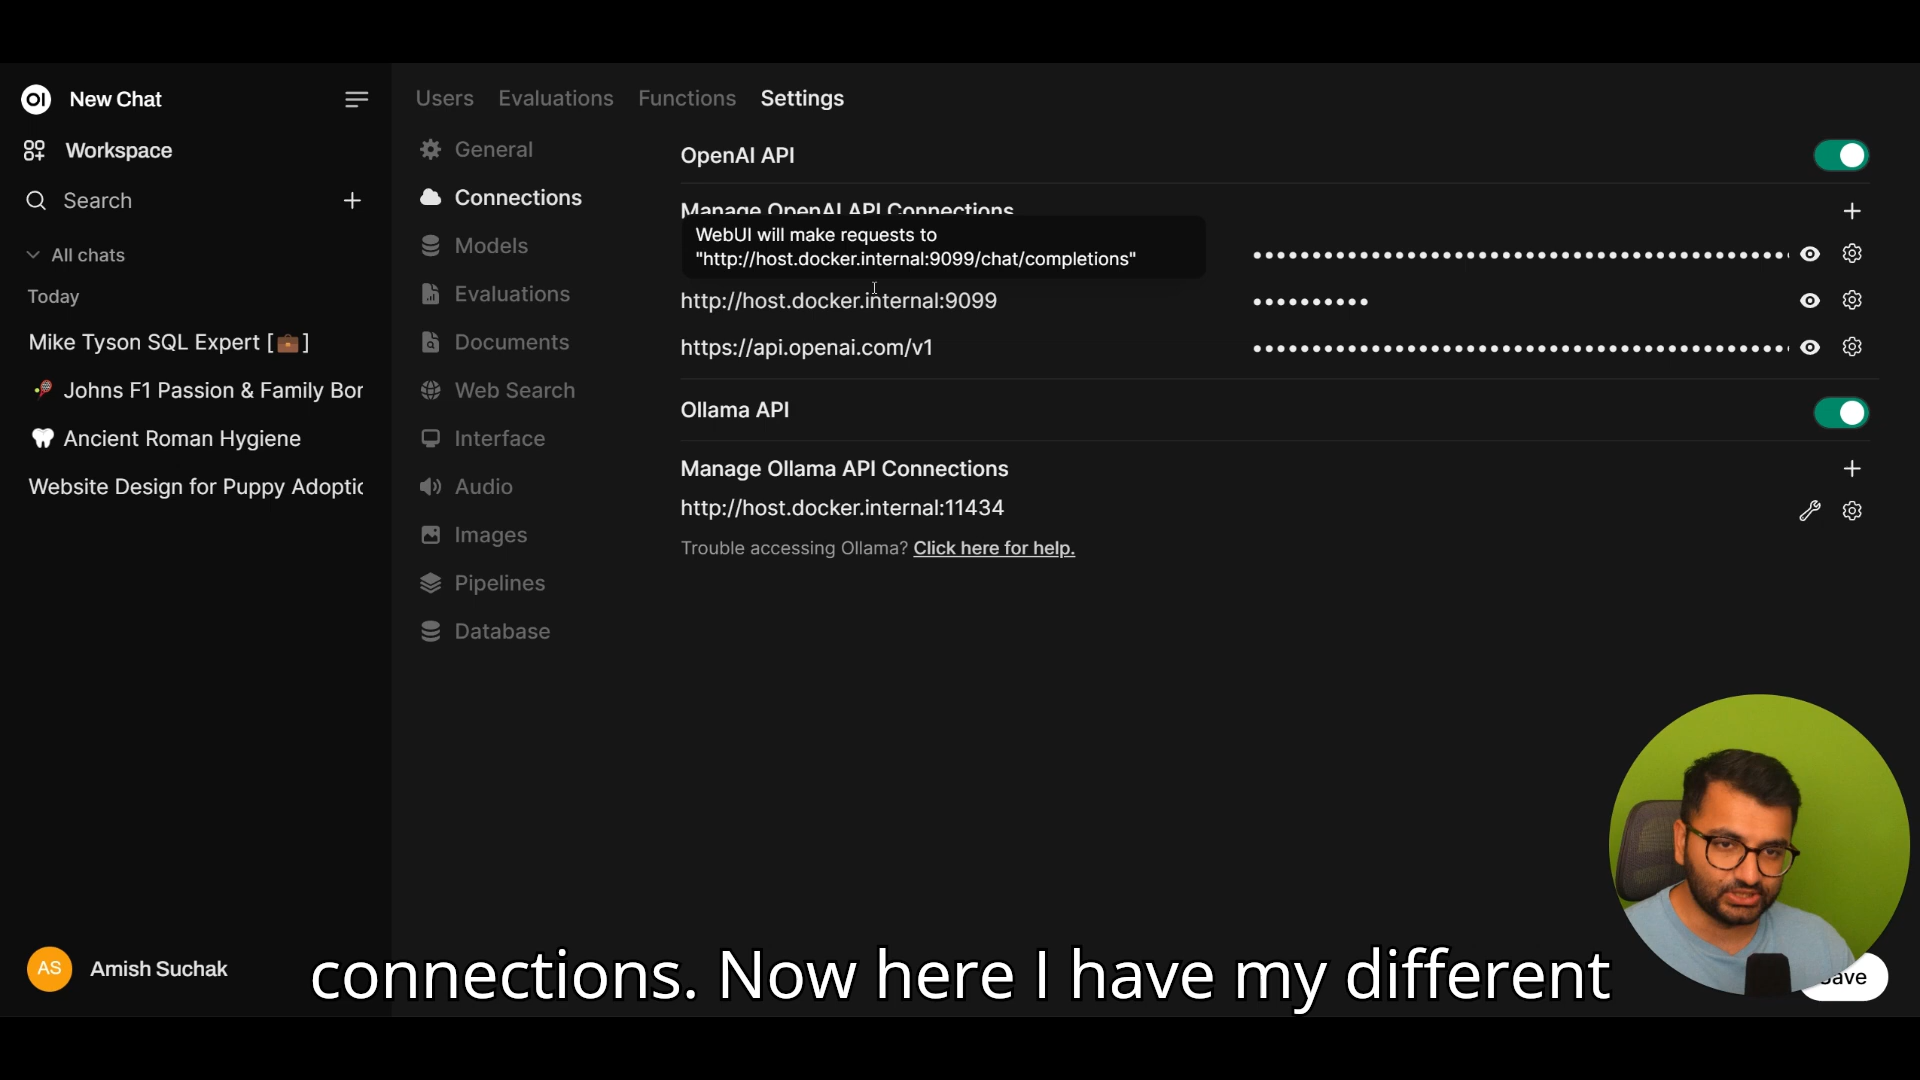 OI New Chat
Workspace
Search
All chats
Today
Mike Tyson SQL Expert [💼]
Johns F1 Passion & Family Bor
Ancient Roman Hygiene
Website Design for Puppy Adoptic
AS Amish Suchak
Users Evaluations Functions Settings
General
Connections
Models
Evaluations
Documents
Web Search
Interface
Audio
Images
Pipelines
Database
OpenAI API
Manage OpenAI API Connections
WebUI will make requests to
"http://host.docker.internal:9099/chat/completions"
http://host.docker.internal:9099
https://api.openai.com/v1
Ollama API
Manage Ollama API Connections
http://host.docker.internal:11434
Trouble accessing Ollama? Click here for help.
Save
connections. Now here I have my different